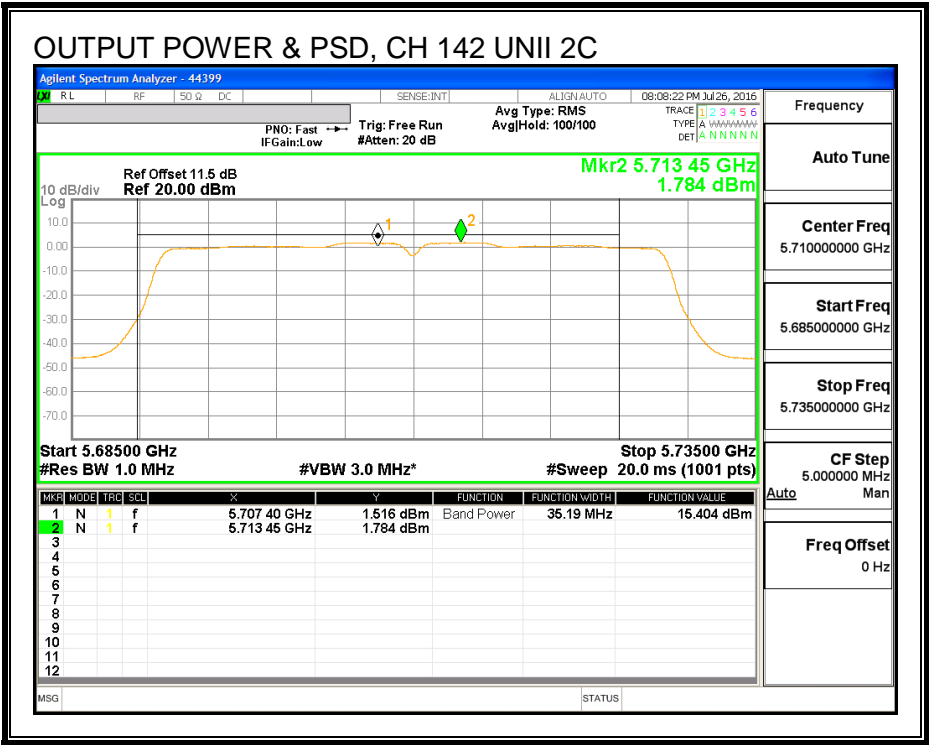 OUTPUT POWER & PSD, CH 142 UNII 2C
Agilent Spectrum Analyzer - 44399
LXI RL RF 50 Ω DC SENSE:INT ALIGNAUTO 08:08:22 PM Jul 26, 2016
PNO: Fast
IFGain:Low
Trig: Free Run
#Atten: 20 dB
Avg Type: RMS
Avg|Hold: 100/100
TRACE 1 2 3 4 5 6
TYPE A WWWWW
DET A N N N N N
Mkr2 5.713 45 GHz
1.784 dBm
Ref Offset 11.5 dB
10 dB/div Ref 20.00 dBm
Log
10.0
0.00
-10.0
-20.0
-30.0
-40.0
-50.0
-60.0
-70.0
1
2
Start 5.68500 GHz Stop 5.73500 GHz
#Res BW 1.0 MHz #VBW 3.0 MHz* #Sweep 20.0 ms (1001 pts)
MKR MODE TRC SCL X Y FUNCTION FUNCTION WIDTH FUNCTION VALUE
1 N 1 f 5.707 40 GHz 1.516 dBm Band Power 35.19 MHz 15.404 dBm
2 N 1 f 5.713 45 GHz 1.784 dBm
3
4
5
6
7
8
9
10
11
12
MSG STATUS
Frequency
Auto Tune
Center Freq
5.710000000 GHz
Start Freq
5.685000000 GHz
Stop Freq
5.735000000 GHz
CF Step
5.000000 MHz
Auto Man
Freq Offset
0 Hz